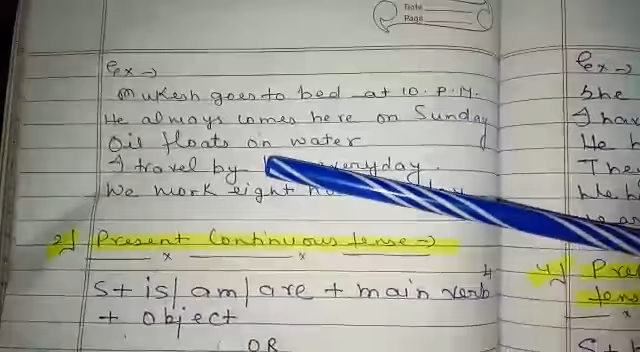 Date
Page
Ex →
Mukesh goes to bed at 10. P.M.
He always comes here on Sunday
Oil floats on water
I travel by everyday.
We work eight
2) Present Continuous tense →
S + is/am/are + main verb 4
+ object
OR
Ex →
She
I hav
He h
The
We h
4) Pres
tens
S +